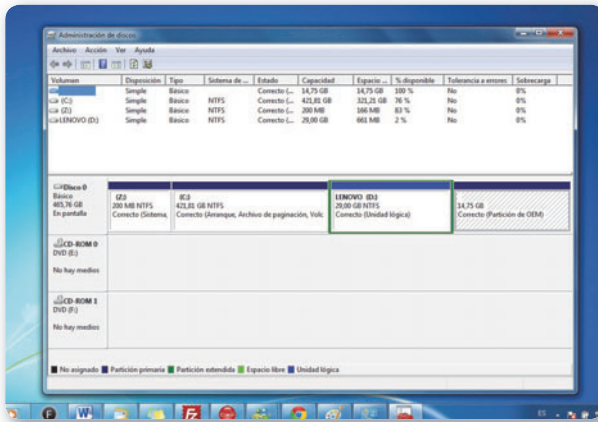 Administración de discos
Archivo Acción Ver Ayuda
Volumen Disposición Tipo Sistema de ... Estado Capacidad Espacio ... % disponible Tolerancia a errores Sobrecarga
Simple Básico Correcto (... 14,75 GB 14,75 GB 100 % No 0%
(C:) Simple Básico NTFS Correcto (... 421,81 GB 321,21 GB 76 % No 0%
(Z:) Simple Básico NTFS Correcto (... 200 MB 166 MB 83 % No 0%
LENOVO (D:) Simple Básico NTFS Correcto (... 29,00 GB 661 MB 2 % No 0%
Disco 0
Básico
465,76 GB
En pantalla
(Z:)
200 MB NTFS
Correcto (Sistema,
(C:)
421,81 GB NTFS
Correcto (Arranque, Archivo de paginación, Volc
LENOVO (D:)
29,00 GB NTFS
Correcto (Unidad lógica)
14,75 GB
Correcto (Partición de OEM)
CD-ROM 0
DVD (E:)
No hay medios
CD-ROM 1
DVD (F:)
No hay medios
No asignado Partición primaria Partición extendida Espacio libre Unidad lógica
F W Fz ES